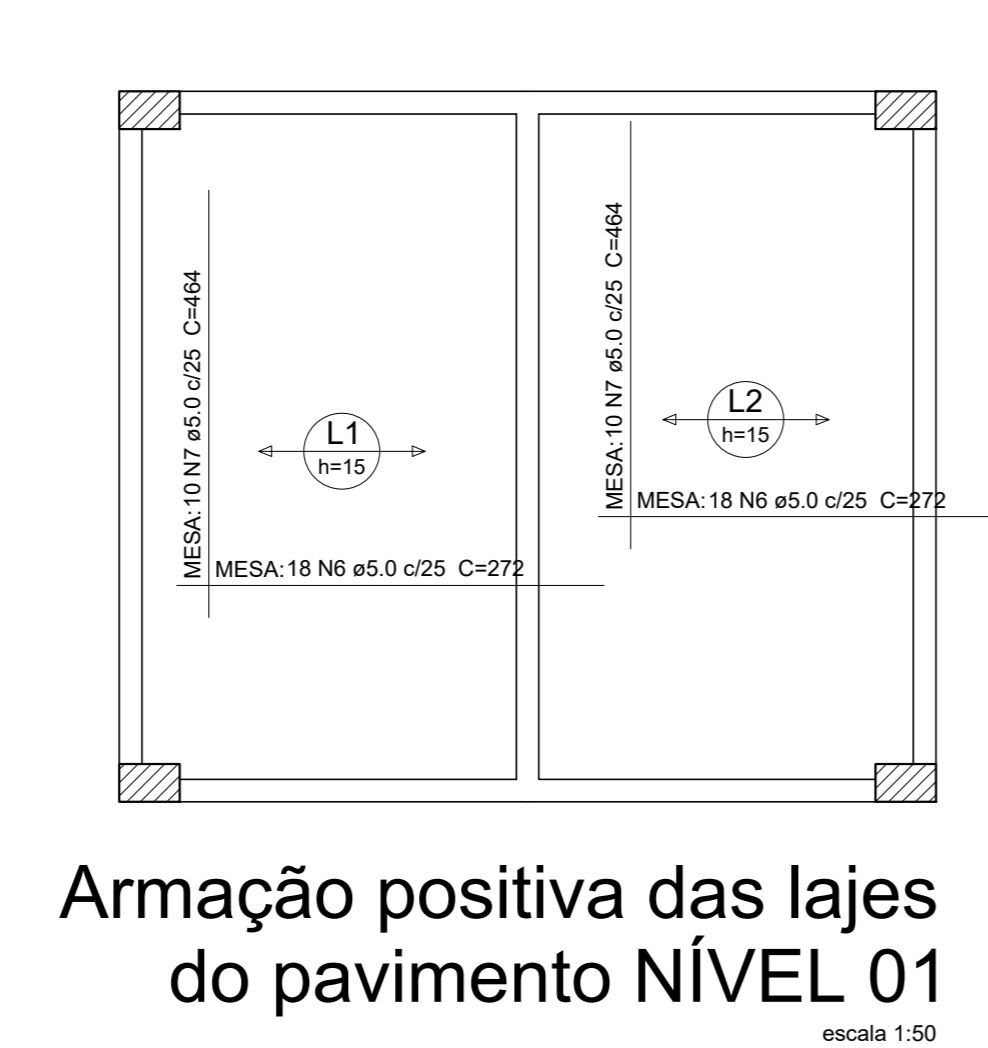 MESA: 10 N7 ø5.0 c/25 C=464
L1
h=15
MESA: 18 N6 ø5.0 c/25 C=272
MESA: 10 N7 ø5.0 c/25 C=464
L2
h=15
MESA: 18 N6 ø5.0 c/25 C=272
Armação positiva das lajes
do pavimento NÍVEL 01
escala 1:50